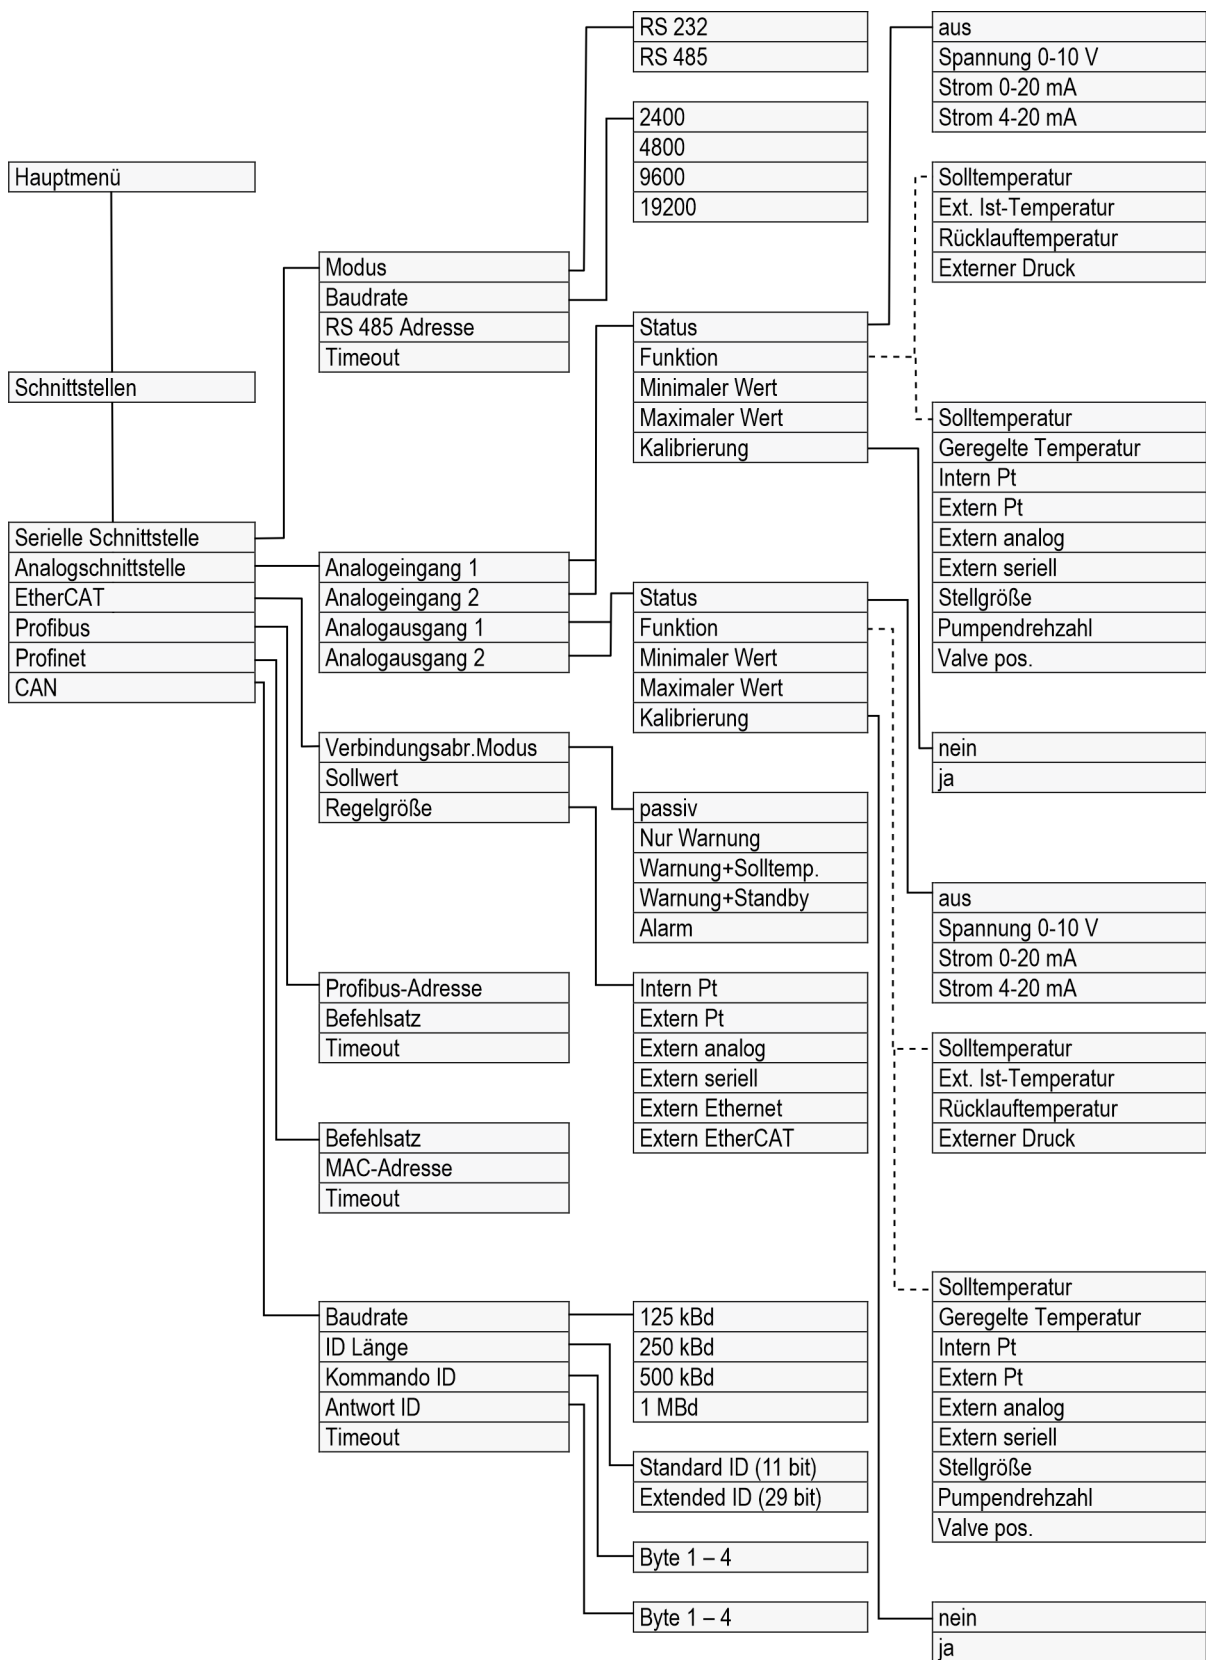 Hauptmenü
Schnittstellen
Serielle Schnittstelle
Analogschnittstelle
EtherCAT
Profibus
Profinet
CAN
Modus
Baudrate
RS 485 Adresse
Timeout
Analogeingang 1
Analogeingang 2
Analogausgang 1
Analogausgang 2
Verbindungsabr.Modus
Sollwert
Regelgröße
Profibus-Adresse
Befehlsatz
Timeout
Befehlsatz
MAC-Adresse
Timeout
Baudrate
ID Länge
Kommando ID
Antwort ID
Timeout
RS 232
RS 485
2400
4800
9600
19200
Status
Funktion
Minimaler Wert
Maximaler Wert
Kalibrierung
Status
Funktion
Minimaler Wert
Maximaler Wert
Kalibrierung
passiv
Nur Warnung
Warnung+Solltemp.
Warnung+Standby
Alarm
Intern Pt
Extern Pt
Extern analog
Extern seriell
Extern Ethernet
Extern EtherCAT
125 kBd
250 kBd
500 kBd
1 MBd
Standard ID (11 bit)
Extended ID (29 bit)
Byte 1 – 4
Byte 1 – 4
aus
Spannung 0-10 V
Strom 0-20 mA
Strom 4-20 mA
Solltemperatur
Ext. Ist-Temperatur
Rücklauftemperatur
Externer Druck
Solltemperatur
Geregelte Temperatur
Intern Pt
Extern Pt
Extern analog
Extern seriell
Stellgröße
Pumpendrehzahl
Valve pos.
nein
ja
aus
Spannung 0-10 V
Strom 0-20 mA
Strom 4-20 mA
Solltemperatur
Ext. Ist-Temperatur
Rücklauftemperatur
Externer Druck
Solltemperatur
Geregelte Temperatur
Intern Pt
Extern Pt
Extern analog
Extern seriell
Stellgröße
Pumpendrehzahl
Valve pos.
nein
ja